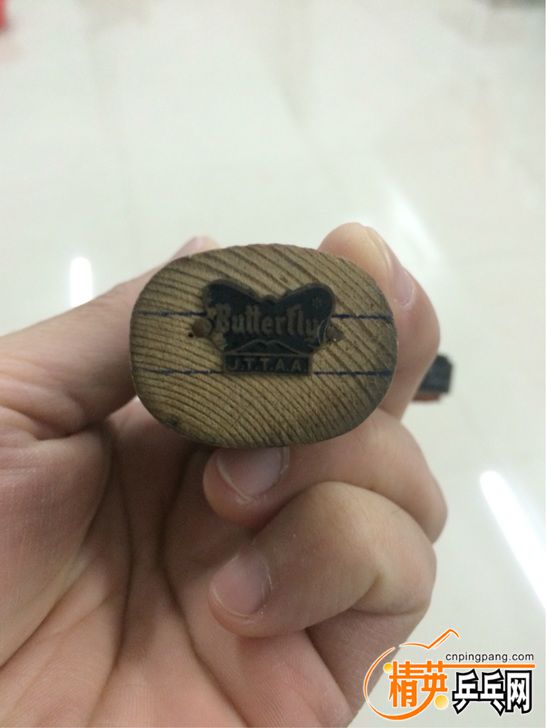 Butterfly
J.T.T.A.A
cnpingpang.com
精英乒乓网